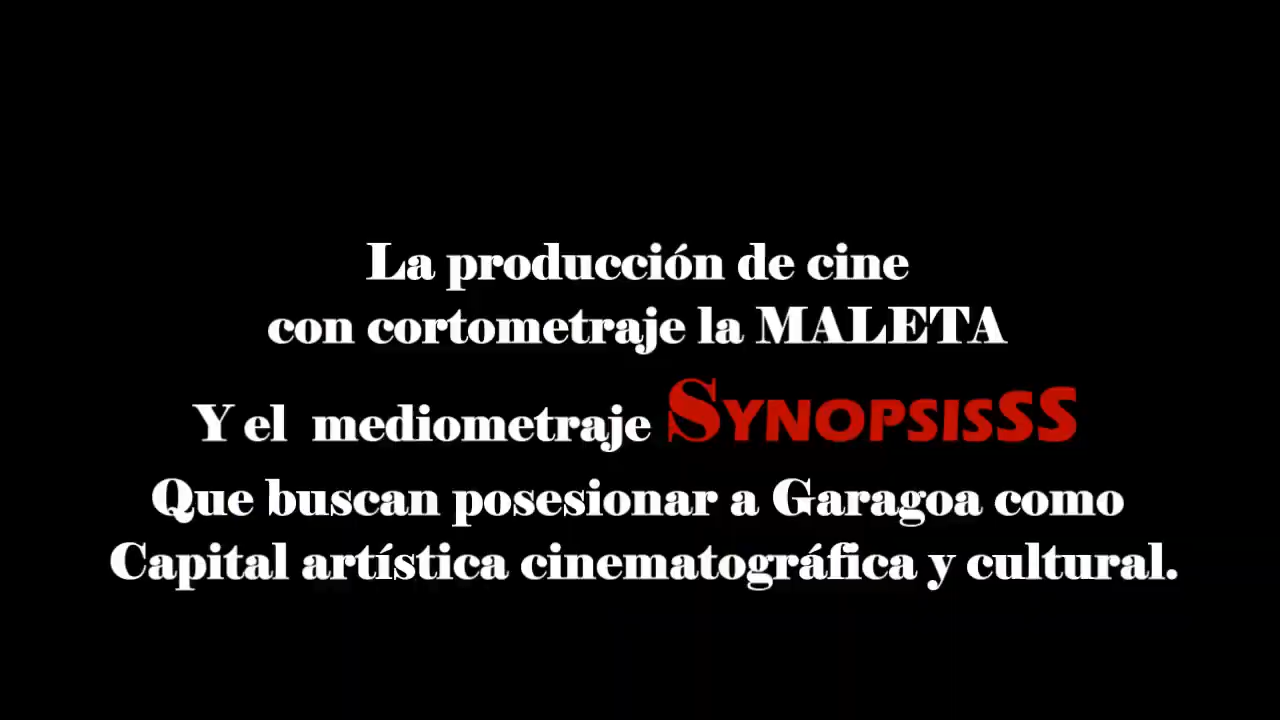 La producción de cine
con cortometraje la MALETA
Y el mediometraje SYNOPSISSS
Que buscan posesionar a Garagoa como
Capital artística cinematográfica y cultural.